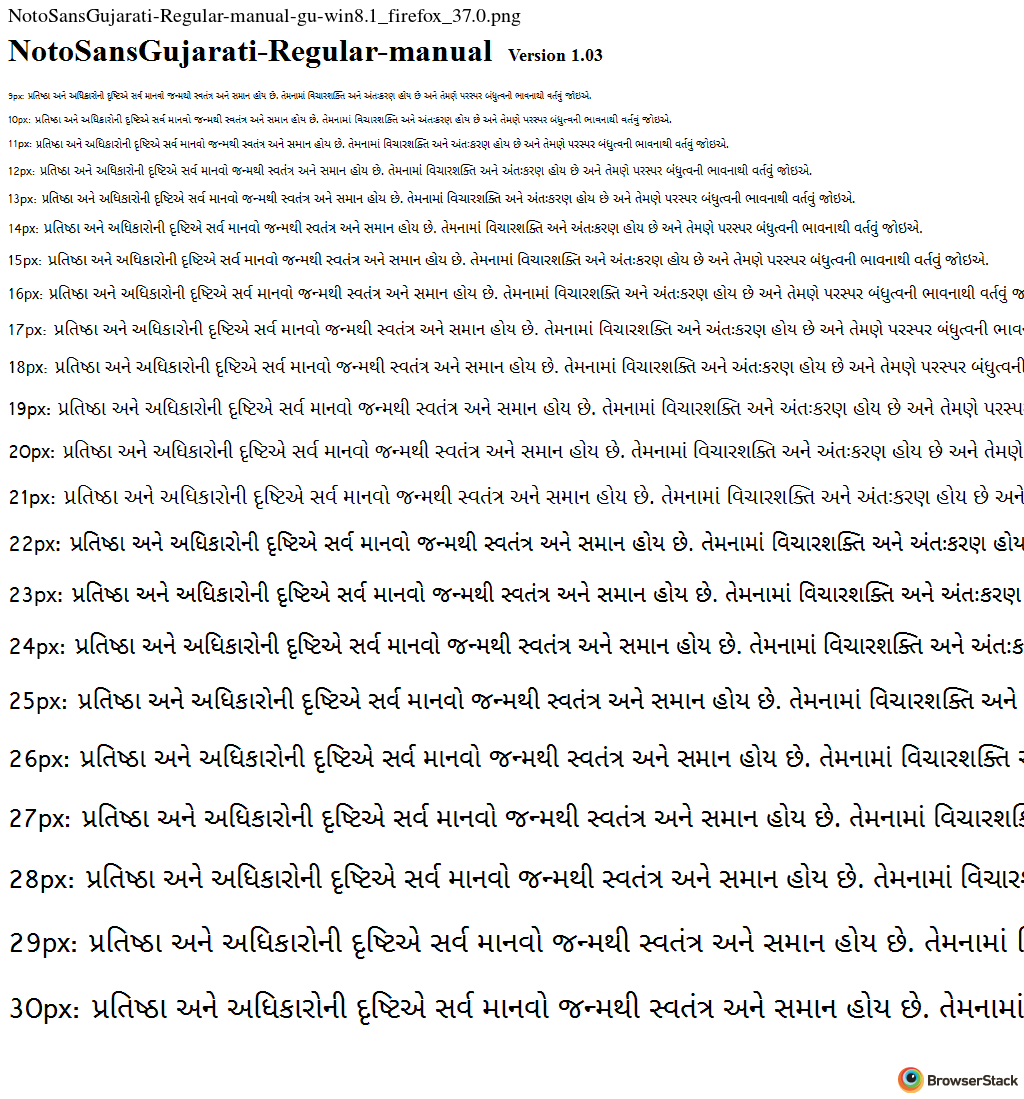 NotoSansGujarati-Regular-manual-gu-win8.1_firefox_37.0.png
NotoSansGujarati-Regular-manual Version 1.03
9px: પ્રતિષ્ઠા અને અધિકારોની દૃષ્ટિએ સર્વ માનવો જન્મથી સ્વતંત્ર અને સમાન હોય છે. તેમનામાં વિચારશક્તિ અને અંતઃકરણ હોય છે અને તેમણે પરસ્પર બંધુત્વની ભાવનાથી વર્તવું જોઇએ.
10px: પ્રતિષ્ઠા અને અધિકારોની દૃષ્ટિએ સર્વ માનવો જન્મથી સ્વતંત્ર અને સમાન હોય છે. તેમનામાં વિચારશક્તિ અને અંતઃકરણ હોય છે અને તેમણે પરસ્પર બંધુત્વની ભાવનાથી વર્તવું જોઇએ.
11px: પ્રતિષ્ઠા અને અધિકારોની દૃષ્ટિએ સર્વ માનવો જન્મથી સ્વતંત્ર અને સમાન હોય છે. તેમનામાં વિચારશક્તિ અને અંતઃકરણ હોય છે અને તેમણે પરસ્પર બંધુત્વની ભાવનાથી વર્તવું જોઇએ.
12px: પ્રતિષ્ઠા અને અધિકારોની દૃષ્ટિએ સર્વ માનવો જન્મથી સ્વતંત્ર અને સમાન હોય છે. તેમનામાં વિચારશક્તિ અને અંતઃકરણ હોય છે અને તેમણે પરસ્પર બંધુત્વની ભાવનાથી વર્તવું જોઇએ.
13px: પ્રતિષ્ઠા અને અધિકારોની દૃષ્ટિએ સર્વ માનવો જન્મથી સ્વતંત્ર અને સમાન હોય છે. તેમનામાં વિચારશક્તિ અને અંતઃકરણ હોય છે અને તેમણે પરસ્પર બંધુત્વની ભાવનાથી વર્તવું જોઇએ.
14px: પ્રતિષ્ઠા અને અધિકારોની દૃષ્ટિએ સર્વ માનવો જન્મથી સ્વતંત્ર અને સમાન હોય છે. તેમનામાં વિચારશક્તિ અને અંતઃકરણ હોય છે અને તેમણે પરસ્પર બંધુત્વની ભાવનાથી વર્તવું જોઇએ.
15px: પ્રતિષ્ઠા અને અધિકારોની દૃષ્ટિએ સર્વ માનવો જન્મથી સ્વતંત્ર અને સમાન હોય છે. તેમનામાં વિચારશક્તિ અને અંતઃકરણ હોય છે અને તેમણે પરસ્પર બંધુત્વની ભાવનાથી વર્તવું જોઇએ.
16px: પ્રતિષ્ઠા અને અધિકારોની દૃષ્ટિએ સર્વ માનવો જન્મથી સ્વતંત્ર અને સમાન હોય છે. તેમનામાં વિચારશક્તિ અને અંતઃકરણ હોય છે અને તેમણે પરસ્પર બંધુત્વની ભાવનાથી વર્તવું
17px: પ્રતિષ્ઠા અને અધિકારોની દૃષ્ટિએ સર્વ માનવો જન્મથી સ્વતંત્ર અને સમાન હોય છે. તેમનામાં વિચારશક્તિ અને અંતઃકરણ હોય છે અને તેમણે પરસ્પર બંધુત્વની
18px: પ્રતિષ્ઠા અને અધિકારોની દૃષ્ટિએ સર્વ માનવો જન્મથી સ્વતંત્ર અને સમાન હોય છે. તેમનામાં વિચારશક્તિ અને અંતઃકરણ હોય છે અને તેમણે પરસ્પર બંધુત્વની
19px: પ્રતિષ્ઠા અને અધિકારોની દૃષ્ટિએ સર્વ માનવો જન્મથી સ્વતંત્ર અને સમાન હોય છે. તેમનામાં વિચારશક્તિ અને અંતઃકરણ હોય છે અને તેમણે
20px: પ્રતિષ્ઠા અને અધિકારોની દૃષ્ટિએ સર્વ માનવો જન્મથી સ્વતંત્ર અને સમાન હોય છે. તેમનામાં વિચારશક્તિ અને અંતઃકરણ હોય છે અને તેમણે
21px: પ્રતિષ્ઠા અને અધિકારોની દૃષ્ટિએ સર્વ માનવો જન્મથી સ્વતંત્ર અને સમાન હોય છે. તેમનામાં વિચારશક્તિ અને અંતઃકરણ હોય છે અને
22px: પ્રતિષ્ઠા અને અધિકારોની દૃષ્ટિએ સર્વ માનવો જન્મથી સ્વતંત્ર અને સમાન હોય છે. તેમનામાં વિચારશક્તિ અને અંતઃકરણ હોય
23px: પ્રતિષ્ઠા અને અધિકારોની દૃષ્ટિએ સર્વ માનવો જન્મથી સ્વતંત્ર અને સમાન હોય છે. તેમનામાં વિચારશક્તિ અને અંતઃકરણ
24px: પ્રતિષ્ઠા અને અધિકારોની દૃષ્ટિએ સર્વ માનવો જન્મથી સ્વતંત્ર અને સમાન હોય છે. તેમનામાં વિચારશક્તિ અને
25px: પ્રતિષ્ઠા અને અધિકારોની દૃષ્ટિએ સર્વ માનવો જન્મથી સ્વતંત્ર અને સમાન હોય છે. તેમનામાં વિચારશક્તિ અને
26px: પ્રતિષ્ઠા અને અધિકારોની દૃષ્ટિએ સર્વ માનવો જન્મથી સ્વતંત્ર અને સમાન હોય છે. તેમનામાં વિચારશક્તિ
27px: પ્રતિષ્ઠા અને અધિકારોની દૃષ્ટિએ સર્વ માનવો જન્મથી સ્વતંત્ર અને સમાન હોય છે. તેમનામાં
28px: પ્રતિષ્ઠા અને અધિકારોની દૃષ્ટિએ સર્વ માનવો જન્મથી સ્વતંત્ર અને સમાન હોય છે. તેમનામાં
29px: પ્રતિષ્ઠા અને અધિકારોની દૃષ્ટિએ સર્વ માનવો જન્મથી સ્વતંત્ર અને સમાન હોય છે. તેમનામાં
30px: પ્રતિષ્ઠા અને અધિકારોની દૃષ્ટિએ સર્વ માનવો જન્મથી સ્વતંત્ર અને સમાન હોય છે. તેમનામાં
BrowserStack